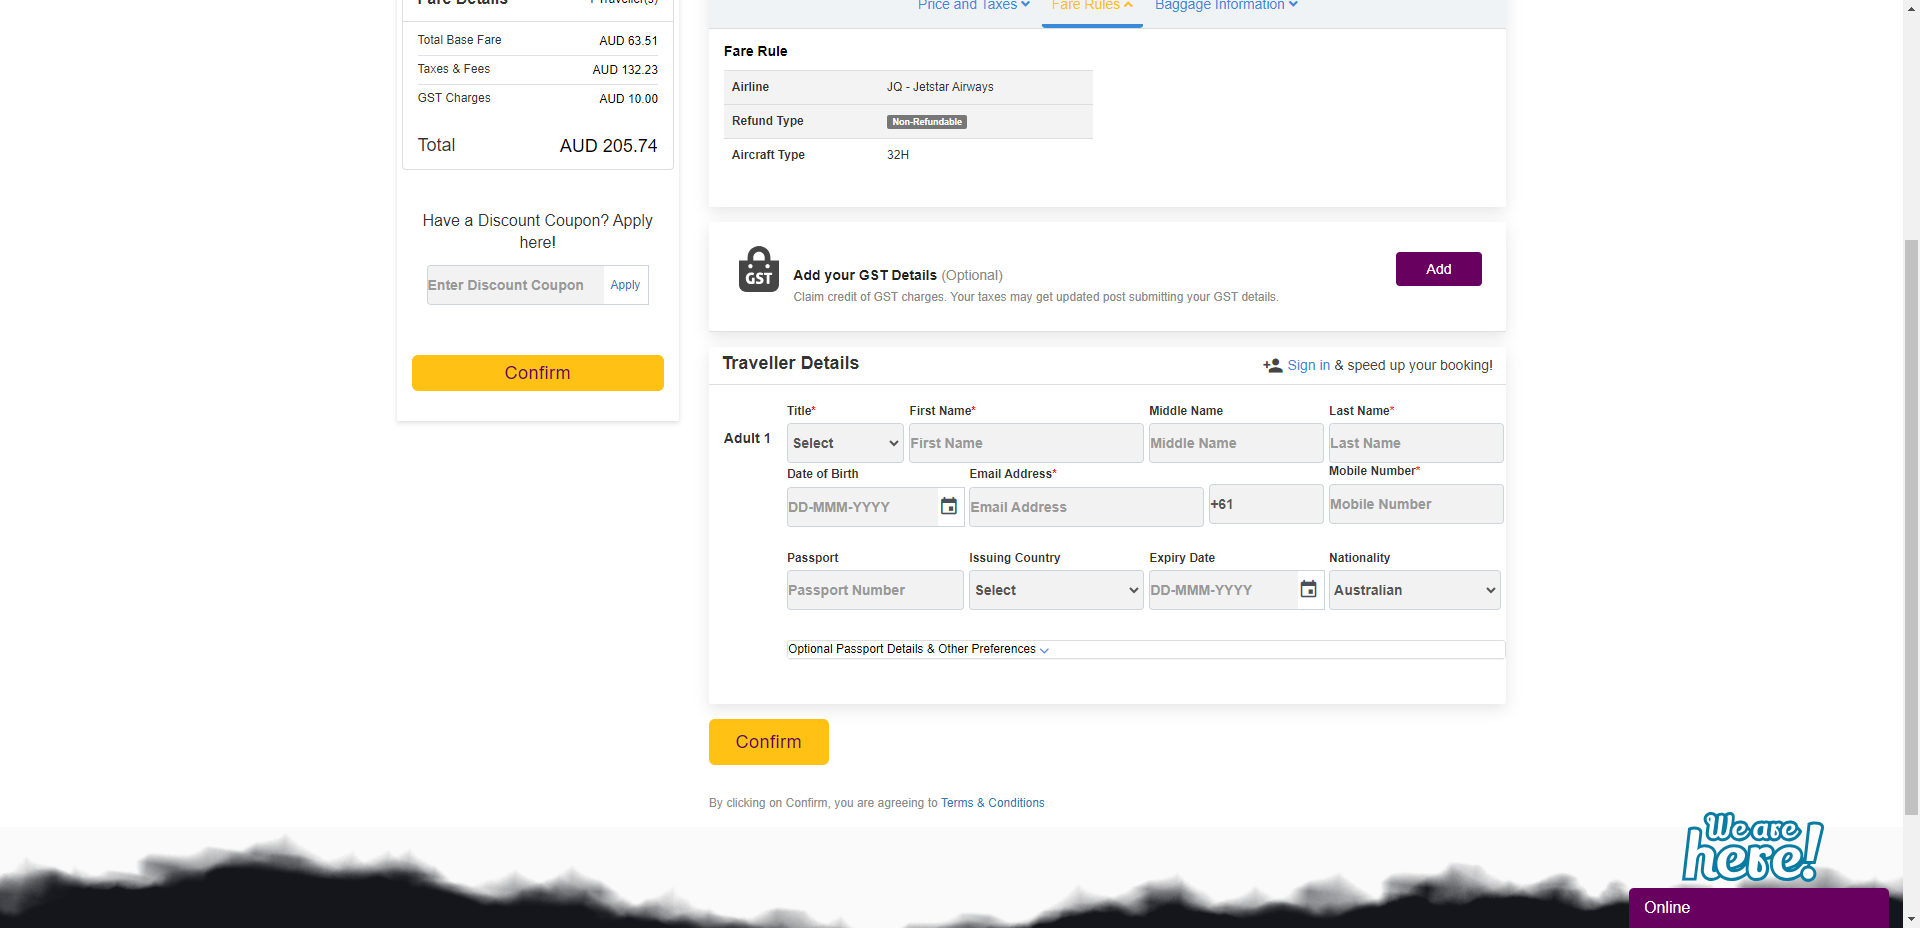 Fare Details 1 Traveller(s)
Total Base Fare AUD 63.51
Taxes & Fees AUD 132.23
GST Charges AUD 10.00
Total AUD 205.74
Have a Discount Coupon? Apply
here!
Enter Discount Coupon Apply
Confirm
Price and Taxes Fare Rules Baggage Information
Fare Rule
Airline JQ - Jetstar Airways
Refund Type Non-Refundable
Aircraft Type 32H
GST
Add your GST Details (Optional)
Claim credit of GST charges. Your taxes may get updated post submitting your GST details.
Add
Traveller Details Sign in & speed up your booking!
Title* First Name* Middle Name Last Name*
Adult 1 Select First Name Middle Name Last Name
Date of Birth Email Address* Mobile Number*
DD-MMM-YYYY Email Address +61 Mobile Number
Passport Issuing Country Expiry Date Nationality
Passport Number Select DD-MMM-YYYY Australian
Optional Passport Details & Other Preferences
Confirm
By clicking on Confirm, you are agreeing to Terms & Conditions
We are
here!
Online